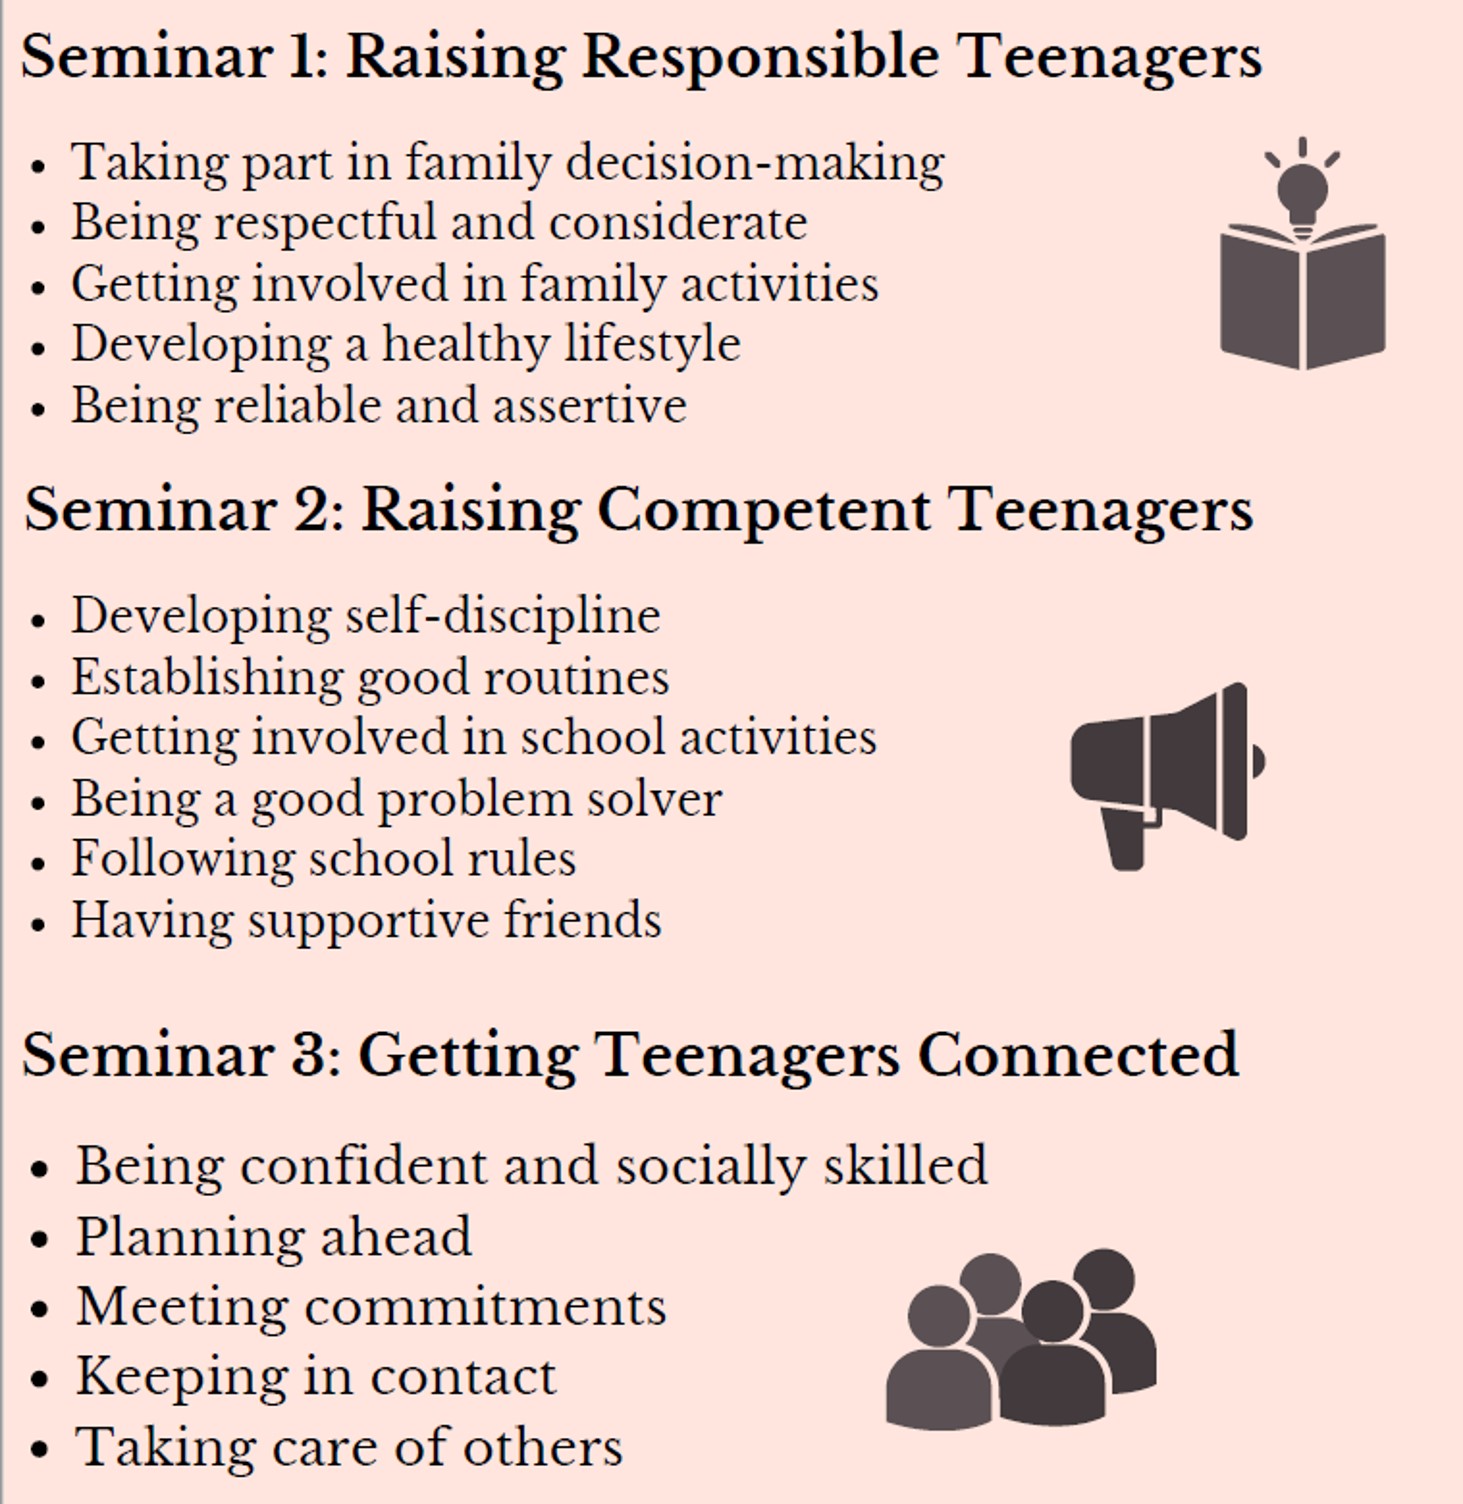 Seminar 1: Raising Responsible Teenagers
• Taking part in family decision-making
• Being respectful and considerate
• Getting involved in family activities
• Developing a healthy lifestyle
• Being reliable and assertive
Seminar 2: Raising Competent Teenagers
• Developing self-discipline
• Establishing good routines
• Getting involved in school activities
• Being a good problem solver
• Following school rules
• Having supportive friends
Seminar 3: Getting Teenagers Connected
• Being confident and socially skilled
• Planning ahead
• Meeting commitments
• Keeping in contact
• Taking care of others